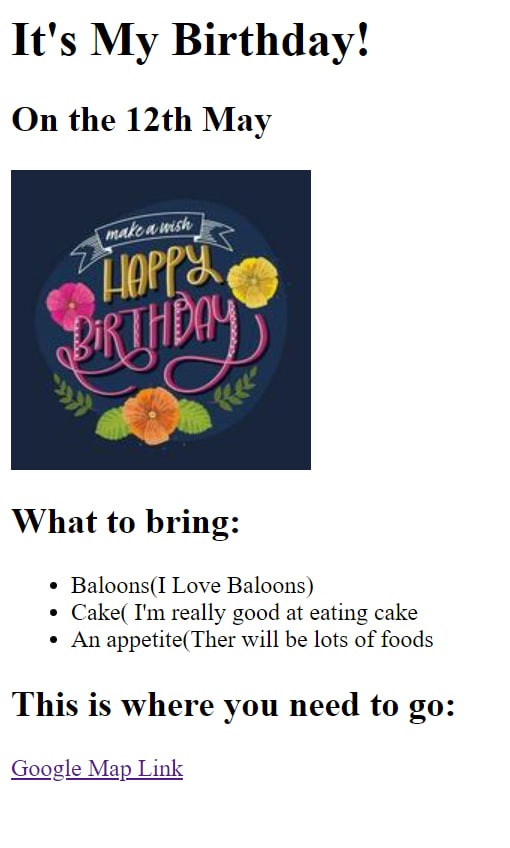 It's My Birthday!
On the 12th May
make a wish
HAPPY
BIRTHDAY
What to bring:
Baloons(I Love Baloons)
Cake( I'm really good at eating cake
An appetite(Ther will be lots of foods
This is where you need to go:
Google Map Link